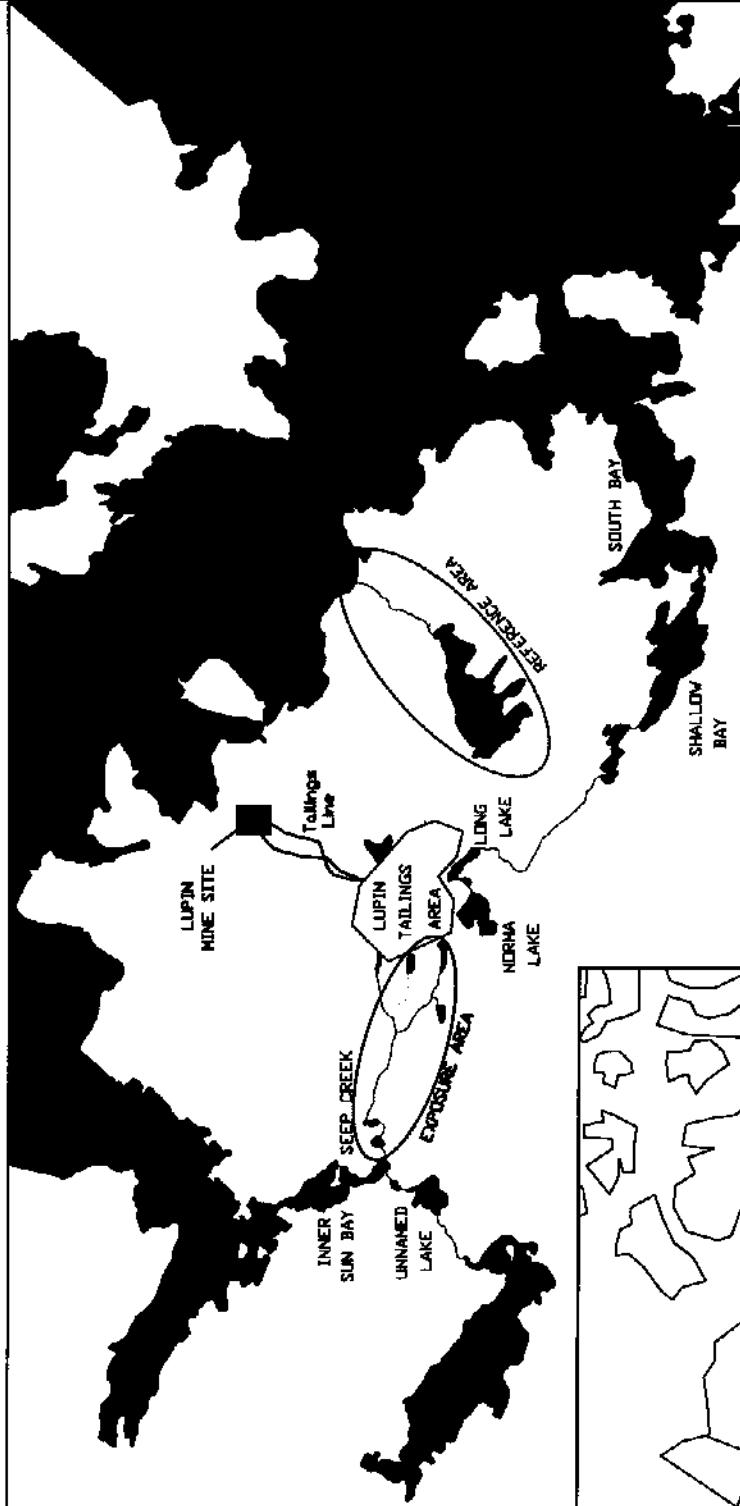 SOUTH BAY
REFERENCE AREA
SHALLOW
BAY
Tailings
Line
LONG
LAKE
LUPIN
MINE SITE
LUPIN
TAILINGS
AREA
NORMA
LAKE
SEEP CREEK
EXPOSURE AREA
INNER
SUN BAY
UNNAMED
LAKE